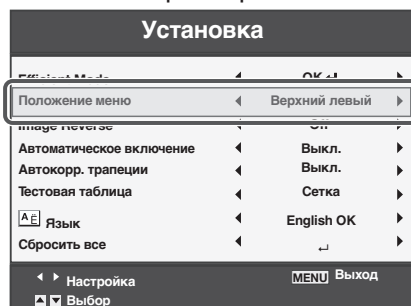 Установка
Efficient Mode OK
Положение меню Верхний левый
Image Reverse Off
Автоматическое включение Выкл.
Автокорр. трапеции Выкл.
Тестовая таблица Сетка
Язык English OK
Сбросить все
Настройка MENU Выход
Выбор